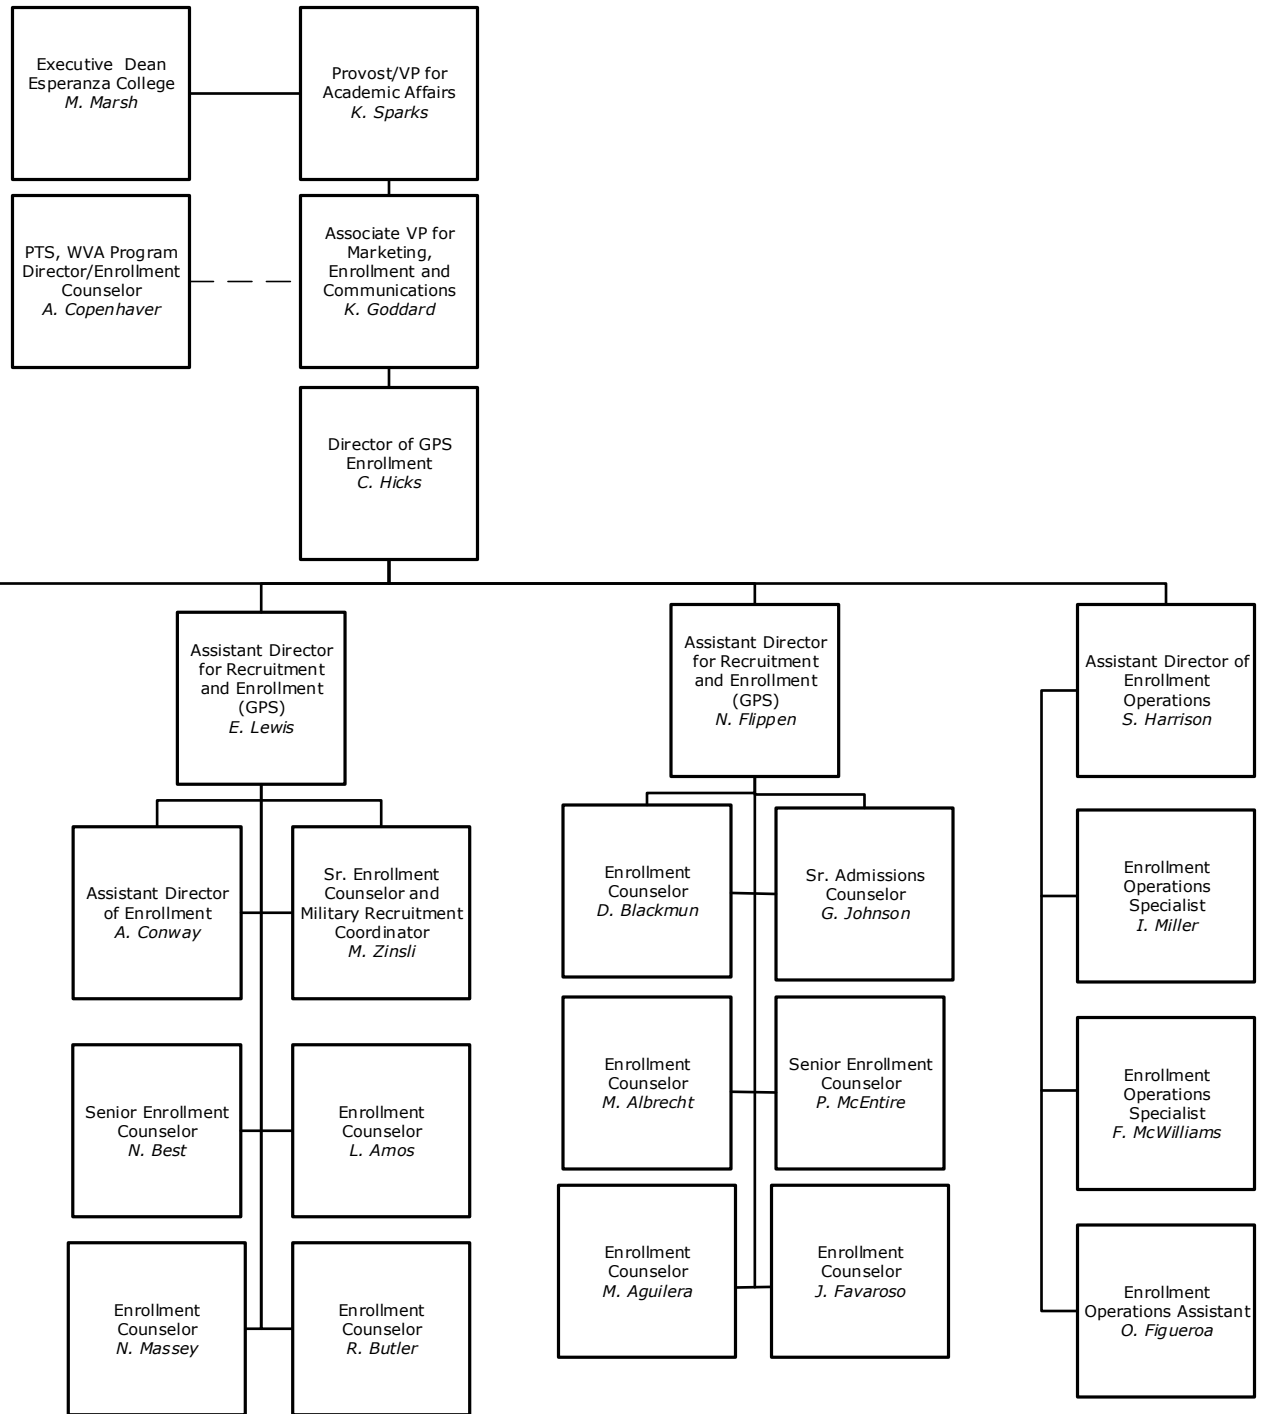 Executive Dean
Esperanza College
M. Marsh
Provost/VP for
Academic Affairs
K. Sparks
PTS, WVA Program
Director/Enrollment
Counselor
A. Copenhaver
Associate VP for
Marketing,
Enrollment and
Communications
K. Goddard
Director of GPS
Enrollment
C. Hicks
Assistant Director
for Recruitment
and Enrollment
(GPS)
E. Lewis
Assistant Director
for Recruitment
and Enrollment
(GPS)
N. Flippen
Assistant Director of
Enrollment
Operations
S. Harrison
Assistant Director
of Enrollment
A. Conway
Sr. Enrollment
Counselor and
Military Recruitment
Coordinator
M. Zinsli
Enrollment
Counselor
D. Blackmun
Sr. Admissions
Counselor
G. Johnson
Enrollment
Operations
Specialist
I. Miller
Senior Enrollment
Counselor
N. Best
Enrollment
Counselor
L. Amos
Enrollment
Counselor
M. Albrecht
Senior Enrollment
Counselor
P. McEntire
Enrollment
Operations
Specialist
F. McWilliams
Enrollment
Counselor
N. Massey
Enrollment
Counselor
R. Butler
Enrollment
Counselor
M. Aguilera
Enrollment
Counselor
J. Favaroso
Enrollment
Operations Assistant
O. Figueroa